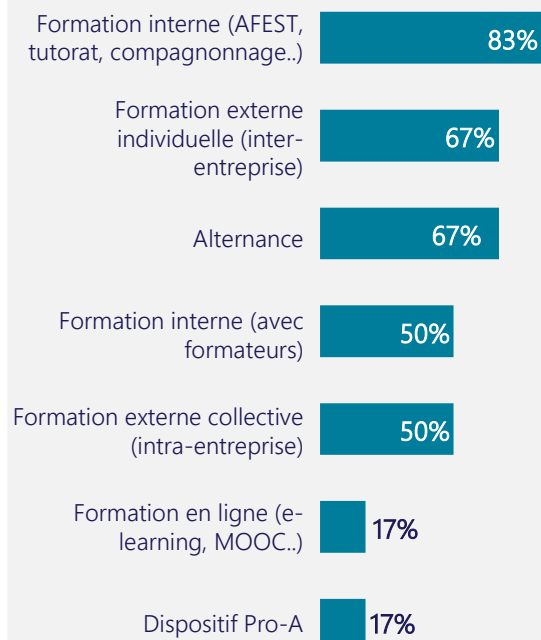 Formation interne (AFEST,
tutorat, compagnonnage..)
83%
Formation externe
individuelle (inter-
entreprise)
67%
Alternance
67%
Formation interne (avec
formateurs)
50%
Formation externe collective
(intra-entreprise)
50%
Formation en ligne (e-
learning, MOOC..)
17%
Dispositif Pro-A
17%